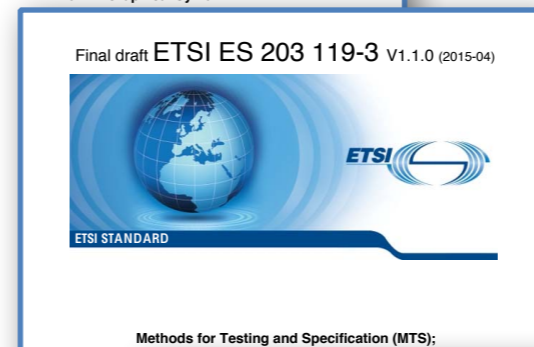 Final draft ETSI ES 203 119-3 V1.1.0 (2015-04)
ETSI
ETSI STANDARD
Methods for Testing and Specification (MTS);